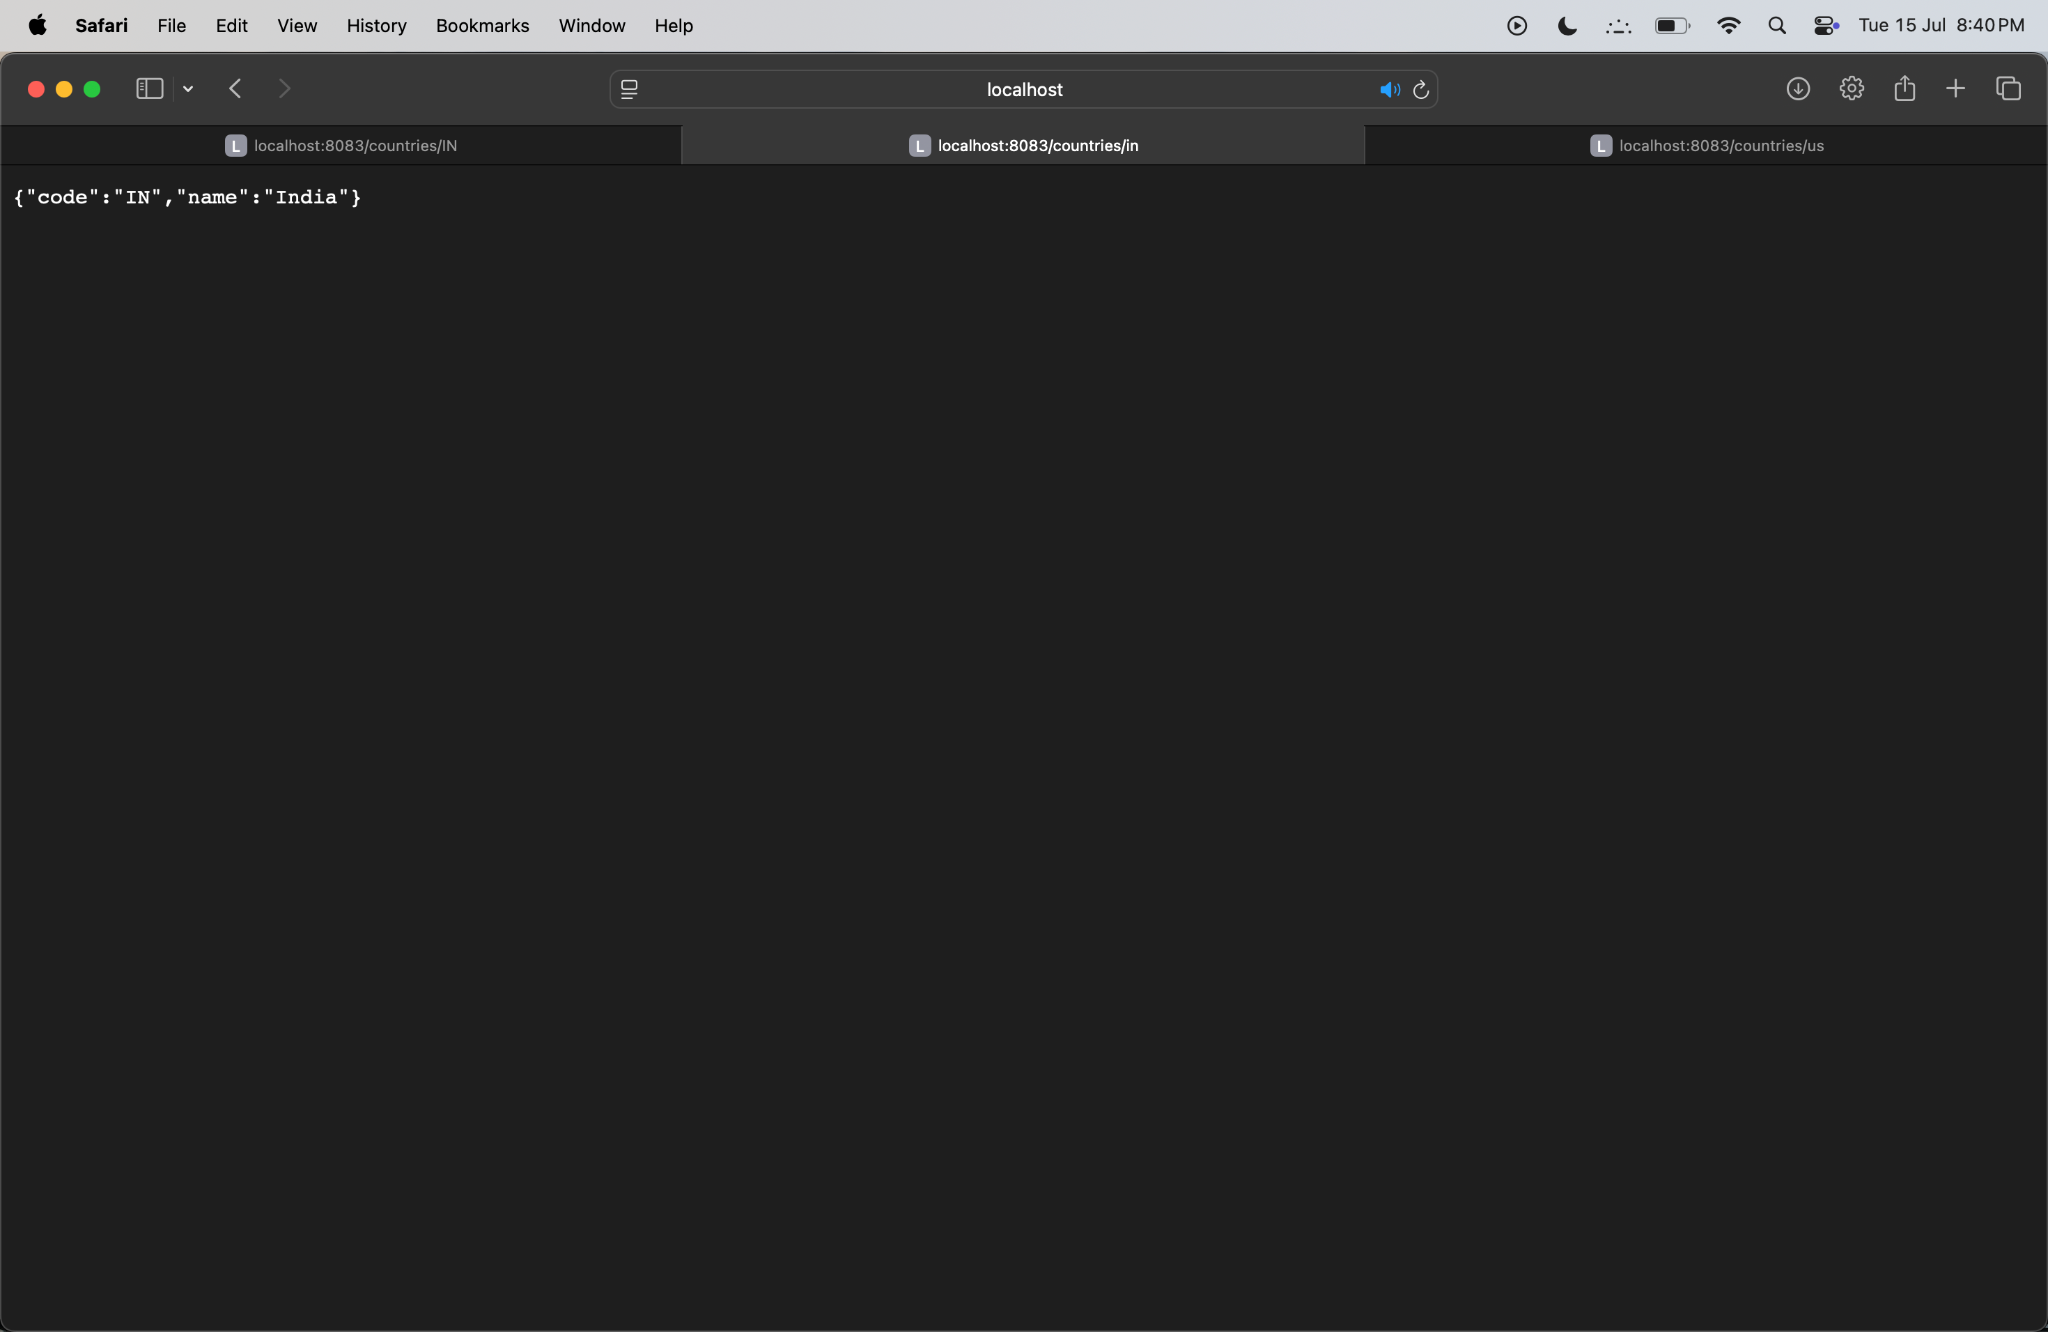 Safari File Edit View History Bookmarks Window Help Tue 15 Jul 8:40 PM
localhost
L localhost:8083/countries/IN L localhost:8083/countries/in L localhost:8083/countries/us
{"code":"IN","name":"India"}